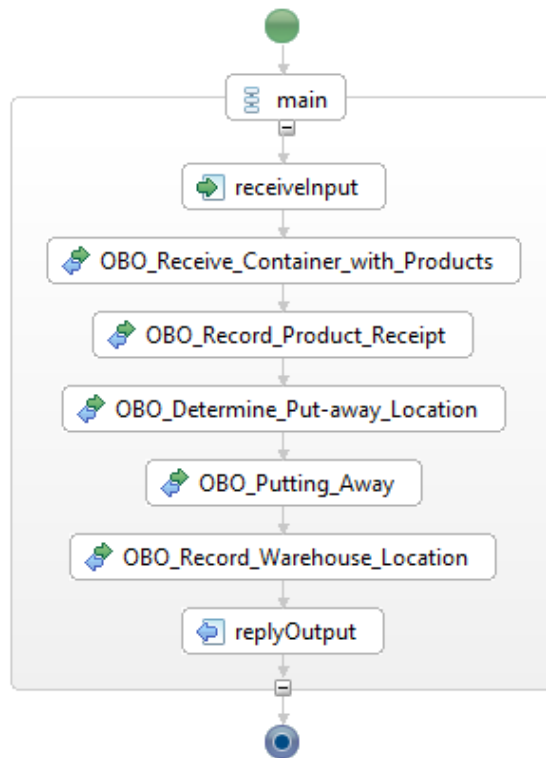 main
receiveInput
OBO_Receive_Container_with_Products
OBO_Record_Product_Receipt
OBO_Determine_Put-away_Location
OBO_Putting_Away
OBO_Record_Warehouse_Location
replyOutput